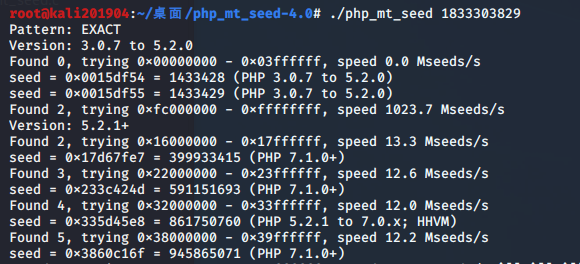 root@kali201904:~/桌面/php_mt_seed-4.0# ./php_mt_seed 1833303829
Pattern: EXACT
Version: 3.0.7 to 5.2.0
Found 0, trying 0×00000000 - 0×03ffffff, speed 0.0 Mseeds/s
seed = 0×0015df54 = 1433428 (PHP 3.0.7 to 5.2.0)
seed = 0×0015df55 = 1433429 (PHP 3.0.7 to 5.2.0)
Found 2, trying 0×fc000000 - 0×ffffffff, speed 1023.7 Mseeds/s
Version: 5.2.1+
Found 2, trying 0×16000000 - 0×17ffffff, speed 13.3 Mseeds/s
seed = 0×17d67fe7 = 399933415 (PHP 7.1.0+)
Found 3, trying 0×22000000 - 0×23ffffff, speed 12.6 Mseeds/s
seed = 0×233c424d = 591151693 (PHP 7.1.0+)
Found 4, trying 0×32000000 - 0×33ffffff, speed 12.0 Mseeds/s
seed = 0×335d45e8 = 861750760 (PHP 5.2.1 to 7.0.x; HHVM)
Found 5, trying 0×38000000 - 0×39ffffff, speed 12.2 Mseeds/s
seed = 0×3860c16f = 945865071 (PHP 7.1.0+)